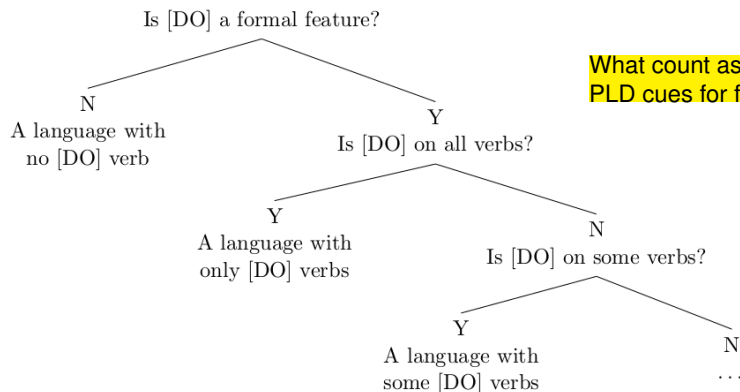 Is [DO] a formal feature?
What count as
PLD cues for f
N
A language with
no [DO] verb
Y
Is [DO] on all verbs?
Y
A language with
only [DO] verbs
N
Is [DO] on some verbs?
Y
A language with
some [DO] verbs
N
...